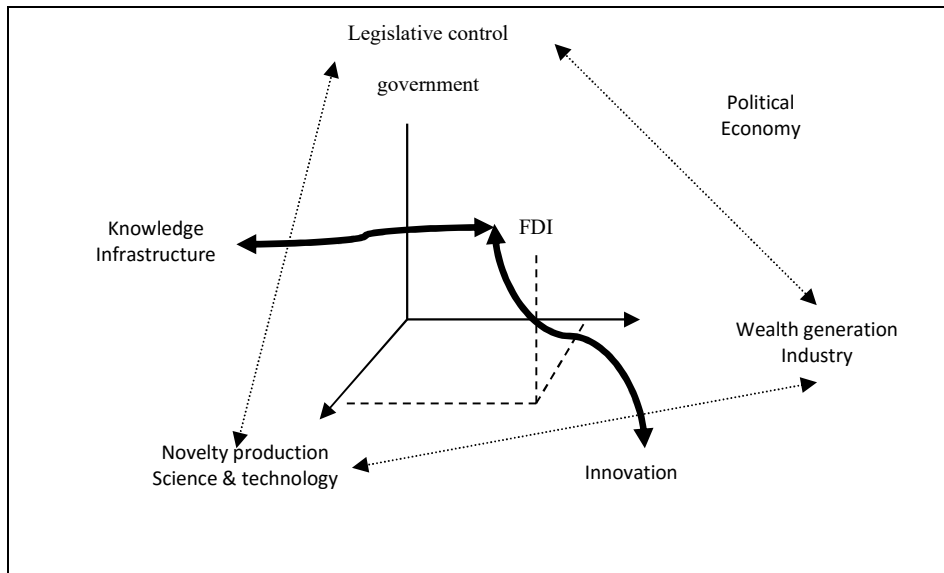 Legislative control
government
Political
Economy
Knowledge
Infrastructure
FDI
Wealth generation
Industry
Novelty production
Science & technology
Innovation